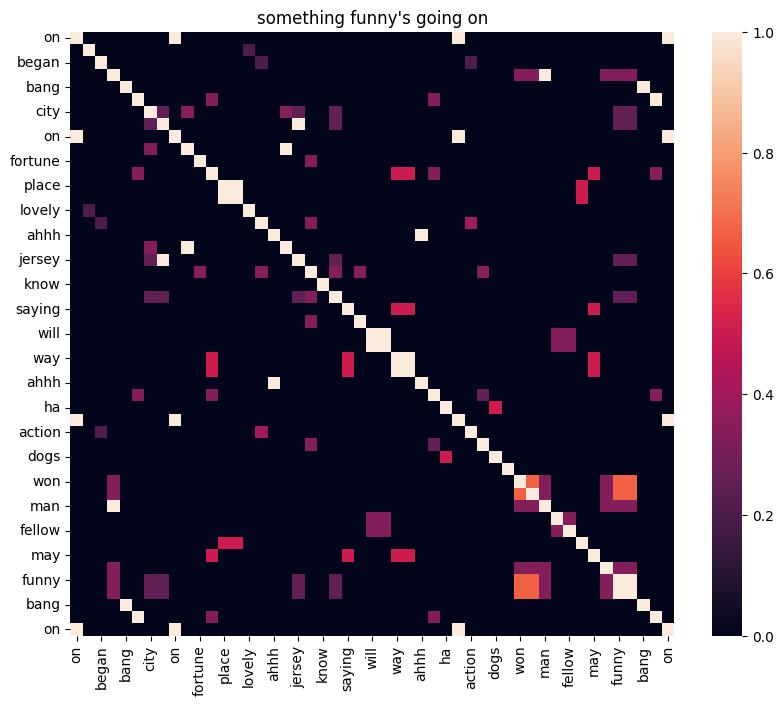 something funny's going on
on
began
bang
city
on
fortune
place
lovely
ahhh
jersey
know
saying
will
way
ahhh
ha
action
dogs
won
man
fellow
may
funny
bang
on
1.0
0.8
0.6
0.4
0.2
0.0
on
began
bang
city
on
fortune
place
lovely
ahhh
jersey
know
saying
will
way
ahhh
ha
action
dogs
won
man
fellow
may
funny
bang
on